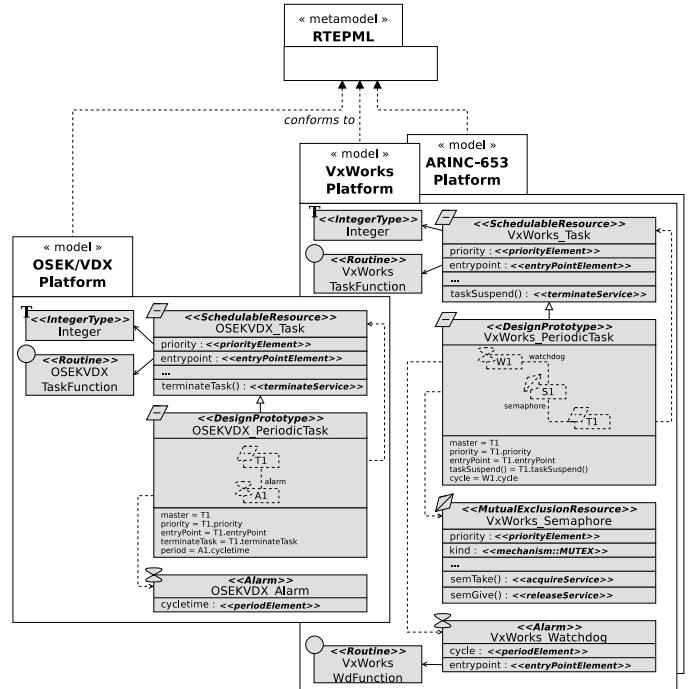 « metamodel »
RTEPML
conforms to
« model »
ARINC-653
Platform
« model »
VxWorks
Platform
T
<<IntegerType>>
Integer
<<Routine>>
VxWorks
TaskFunction
<<SchedulableResource>>
VxWorks_Task
priority : <<priorityElement>>
entrypoint : <<entryPointElement>>
...
taskSuspend() : <<terminateService>>
<<DesignPrototype>>
VxWorks_PeriodicTask
W1
watchdog
S1
semaphore
T1
master = T1
priority = T1.priority
entryPoint = T1.entryPoint
taskSuspend() = T1.taskSuspend()
cycle = W1.cycle
<<MutualExclusionResource>>
VxWorks_Semaphore
priority : <<priorityElement>>
kind : <<mechanism::MUTEX>>
...
semTake() : <<acquireService>>
semGive() : <<releaseService>>
<<Alarm>>
VxWorks_Watchdog
cycle : <<periodElement>>
entrypoint : <<entryPointElement>>
<<Routine>>
VxWorks
WdFunction
« model »
OSEK/VDX
Platform
T
<<IntegerType>>
Integer
<<Routine>>
OSEKVDX
TaskFunction
<<SchedulableResource>>
OSEKVDX_Task
priority : <<priorityElement>>
entrypoint : <<entryPointElement>>
...
terminateTask() : <<terminateService>>
<<DesignPrototype>>
OSEKVDX_PeriodicTask
T1
alarm
A1
master = T1
priority = T1.priority
entryPoint = T1.entryPoint
terminateTask = T1.terminateTask
period = A1.cycletime
<<Alarm>>
OSEKVDX_Alarm
cycletime : <<periodElement>>